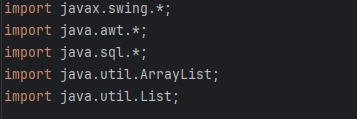 import javax.swing.*;
import java.awt.*;
import java.sql.*;
import java.util.ArrayList;
import java.util.List;